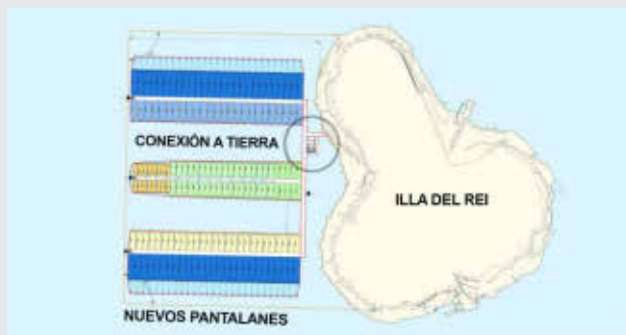 CONEXIÓN A TIERRA
ILLA DEL REI
NUEVOS PANTALANES